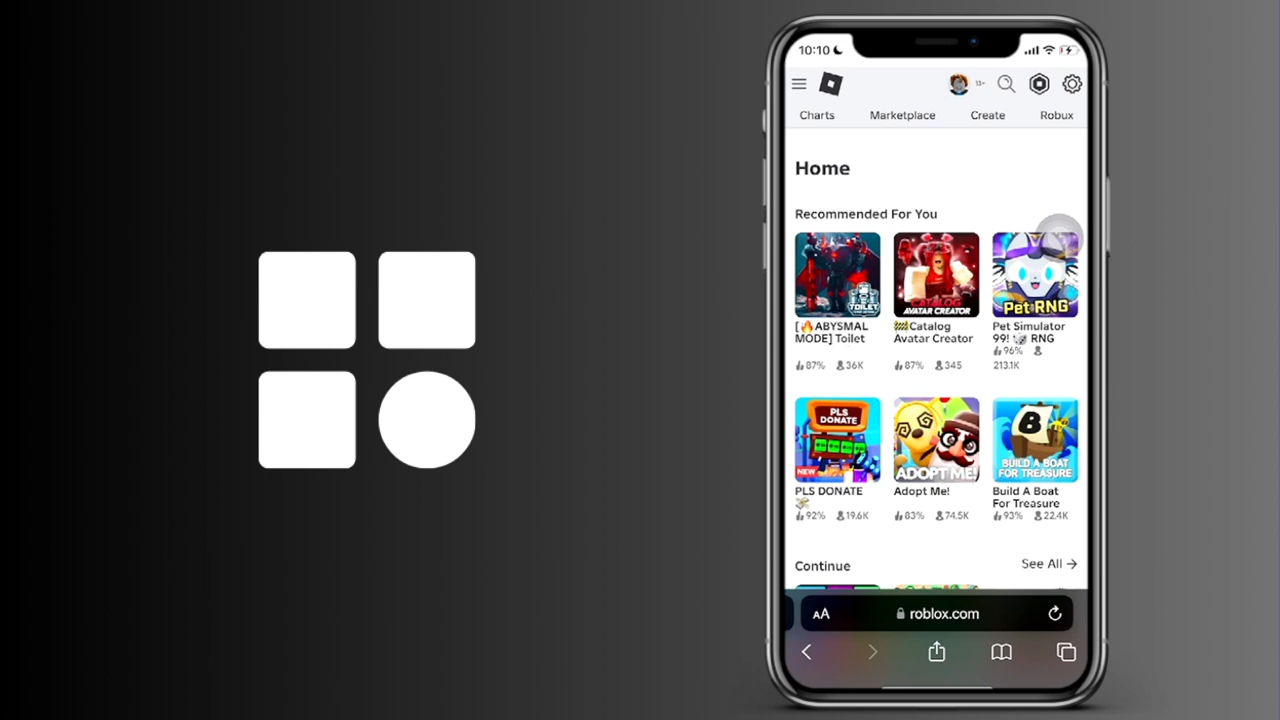 10:10
13+
Charts Marketplace Create Robux
Home
Recommended For You
TOILET
CATALOG
AVATAR CREATOR
Pet RNG
[🔥ABYSMAL
MODE] Toilet
87% 36K
🚧Catalog
Avatar Creator
87% 345
Pet Simulator
99! 🎲 RNG
96%
213.1K
PLS
DONATE
NEW
ADOPT ME!
B
BUILD A BOAT
FOR TREASURE
PLS DONATE
💸
92% 19.6K
Adopt Me!
83% 74.5K
Build A Boat
For Treasure
93% 22.4K
Continue
See All →
AA roblox.com